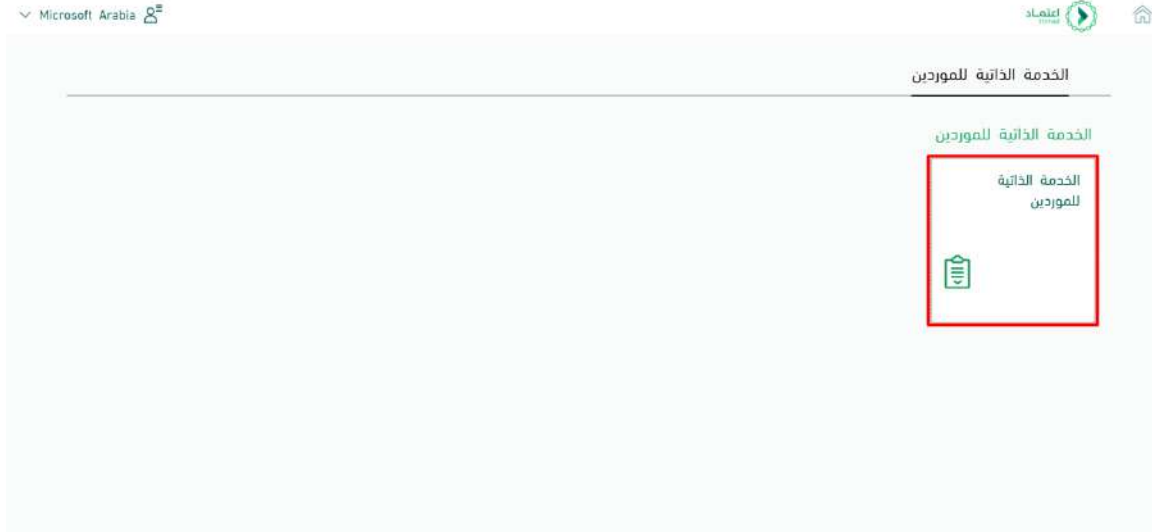 اعتماد
Microsoft Arabia
الخدمة الذاتية للموردين
الخدمة الذاتية للموردين
الخدمة الذاتية
للموردين